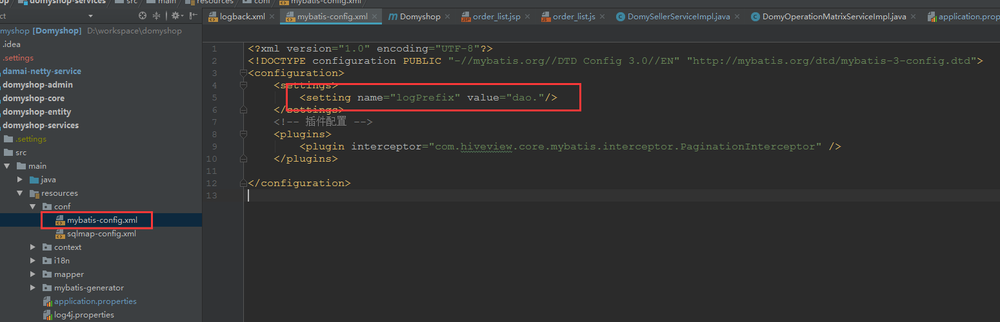 domyshop-services src main resources conf mybatis-config.xml
logback.xml mybatis-config.xml Domyshop order_list.jsp order_list.js DomySellerServiceImpl.java DomyOperationMatrixServiceImpl.java application.prop
myshop [Domyshop] D:\workspace\domyshop
.idea
.settings
damai-netty-service
domyshop-admin
domyshop-core
domyshop-entity
domyshop-services
.settings
src
main
java
resources
conf
mybatis-config.xml
sqlmap-config.xml
context
i18n
mapper
mybatis-generator
application.properties
log4j.properties
1 <?xml version="1.0" encoding="UTF-8"?>
2 <!DOCTYPE configuration PUBLIC "-//mybatis.org//DTD Config 3.0//EN" "http://mybatis.org/dtd/mybatis-3-config.dtd">
3 <configuration>
4 <settings>
5 <setting name="logPrefix" value="dao."/>
6 </settings>
7 <!-- 插件配置 -->
8 <plugins>
9 <plugin interceptor="com.hiveview.core.mybatis.interceptor.PaginationInterceptor" />
10 </plugins>
11
12 </configuration>
13